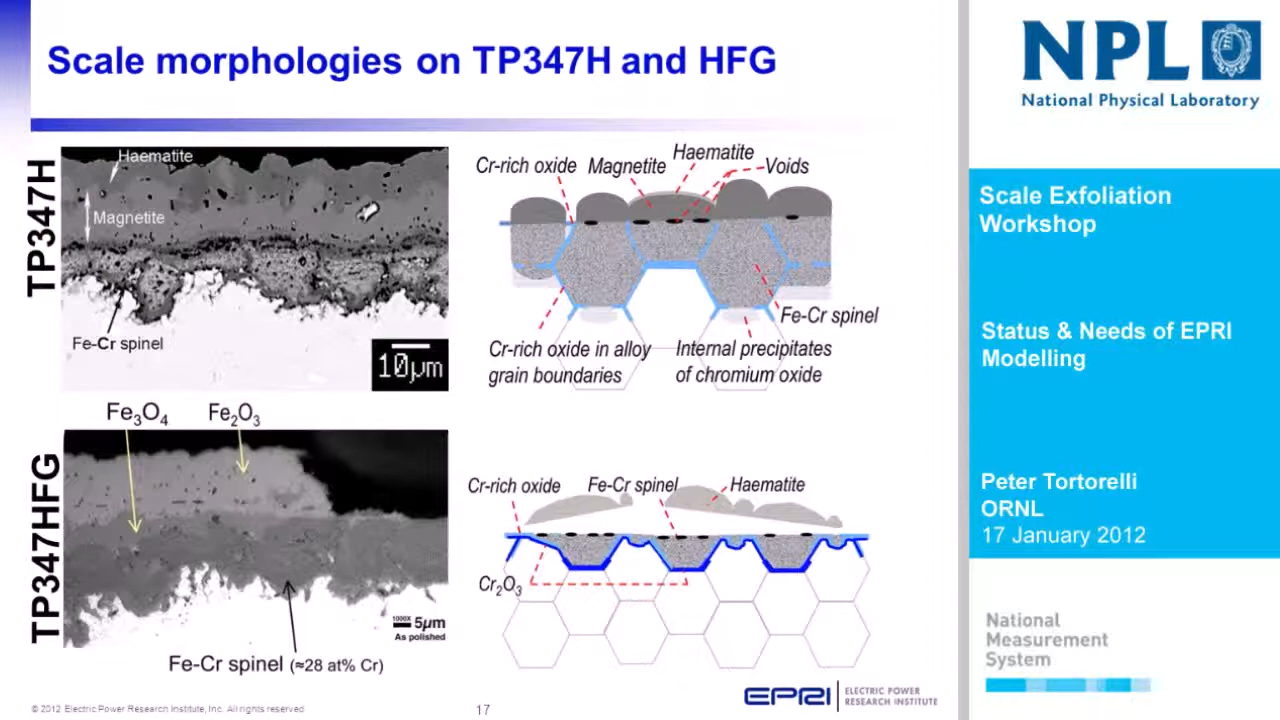 Scale morphologies on TP347H and HFG
TP347H
Haematite
Magnetite
Fe-Cr spinel
10µm
Cr-rich oxide
Magnetite
Haematite
Voids
Fe-Cr spinel
Cr-rich oxide in alloy
grain boundaries
Internal precipitates
of chromium oxide
TP347HFG
Fe3O4
Fe2O3
1000X
5µm
As polished
Fe-Cr spinel (≈28 at% Cr)
Cr-rich oxide
Fe-Cr spinel
Haematite
Cr2O3
© 2012 Electric Power Research Institute, Inc. All rights reserved
17
EPRI
ELECTRIC POWER
RESEARCH INSTITUTE
NPL
National Physical Laboratory
Scale Exfoliation
Workshop
Status & Needs of EPRI
Modelling
Peter Tortorelli
ORNL
17 January 2012
National
Measurement
System